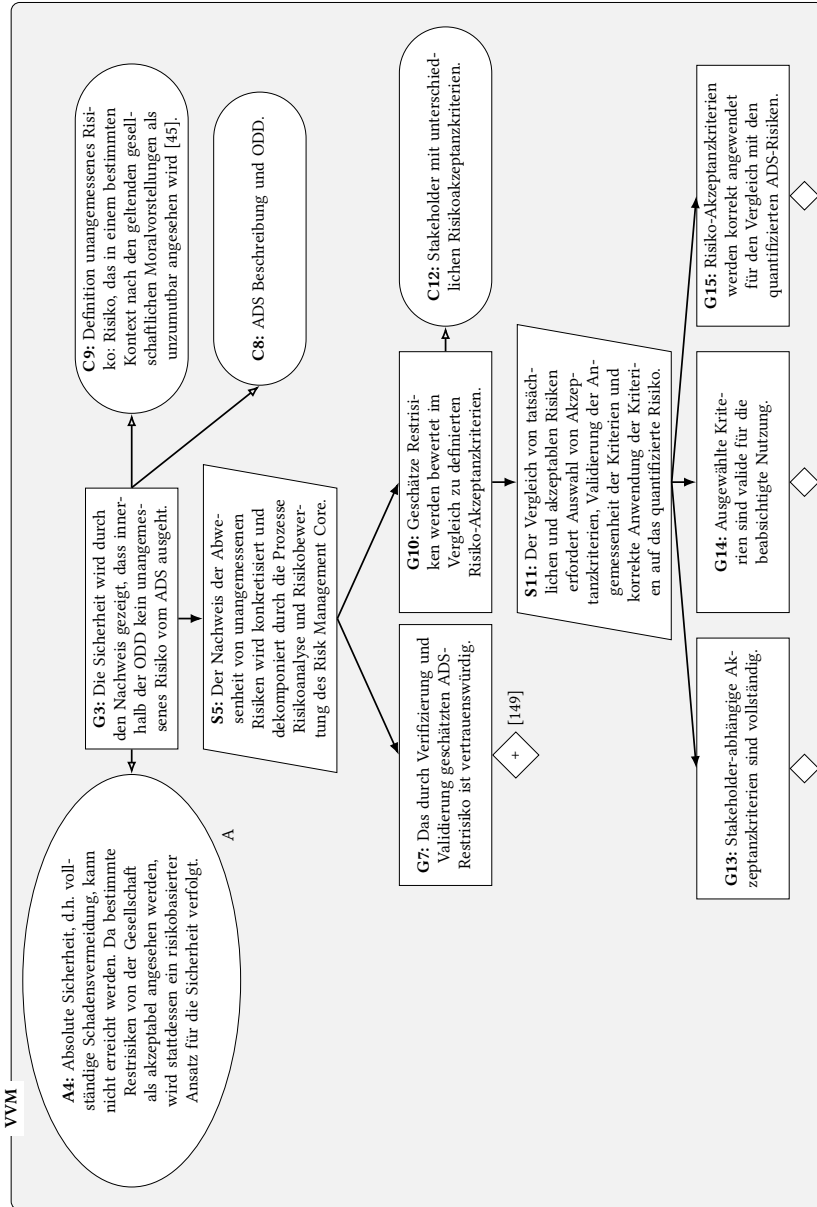 VVM
A4: Absolute Sicherheit, d.h. voll-
ständige Schadensvermeidung, kann
nicht erreicht werden. Da bestimmte
Restrisiken von der Gesellschaft
als akzeptabel angesehen werden,
wird stattdessen ein risikobasierter
Ansatz für die Sicherheit verfolgt.
A
G3: Die Sicherheit wird durch
den Nachweis gezeigt, dass inner-
halb der ODD kein unangemes-
senes Risiko vom ADS ausgeht.
C9: Definition unangemessenes Risi-
ko: Risiko, das in einem bestimmten
Kontext nach den geltenden gesell-
schaftlichen Moralvorstellungen als
unzumutbar angesehen wird [45].
C8: ADS Beschreibung und ODD.
S5: Der Nachweis der Abwe-
senheit von unangemessenen
Risiken wird konkretisiert und
dekomponiert durch die Prozesse
Risikoanalyse und Risikobewer-
tung des Risk Management Core.
G7: Das durch Verifizierung und
Validierung geschätzten ADS-
Restrisiko ist vertrauenswürdig.
+
[149]
G10: Geschätze Restrisi-
ken werden bewertet im
Vergleich zu definierten
Risiko-Akzeptanzkriterien.
C12: Stakeholder mit unterschied-
lichen Risikoakzeptanzkriterien.
S11: Der Vergleich von tatsäch-
lichen und akzeptablen Risiken
erfordert Auswahl von Akzep-
tanzkriterien, Validierung der An-
gemessenheit der Kriterien und
korrekte Anwendung der Kriteri-
en auf das quantifizierte Risiko.
G13: Stakeholder-abhängige Ak-
zeptanzkriterien sind vollständig.
G14: Ausgewählte Krite-
rien sind valide für die
beabsichtigte Nutzung.
G15: Risiko-Akzeptanzkriterien
werden korrekt angewendet
für den Vergleich mit den
quantifizierten ADS-Risiken.